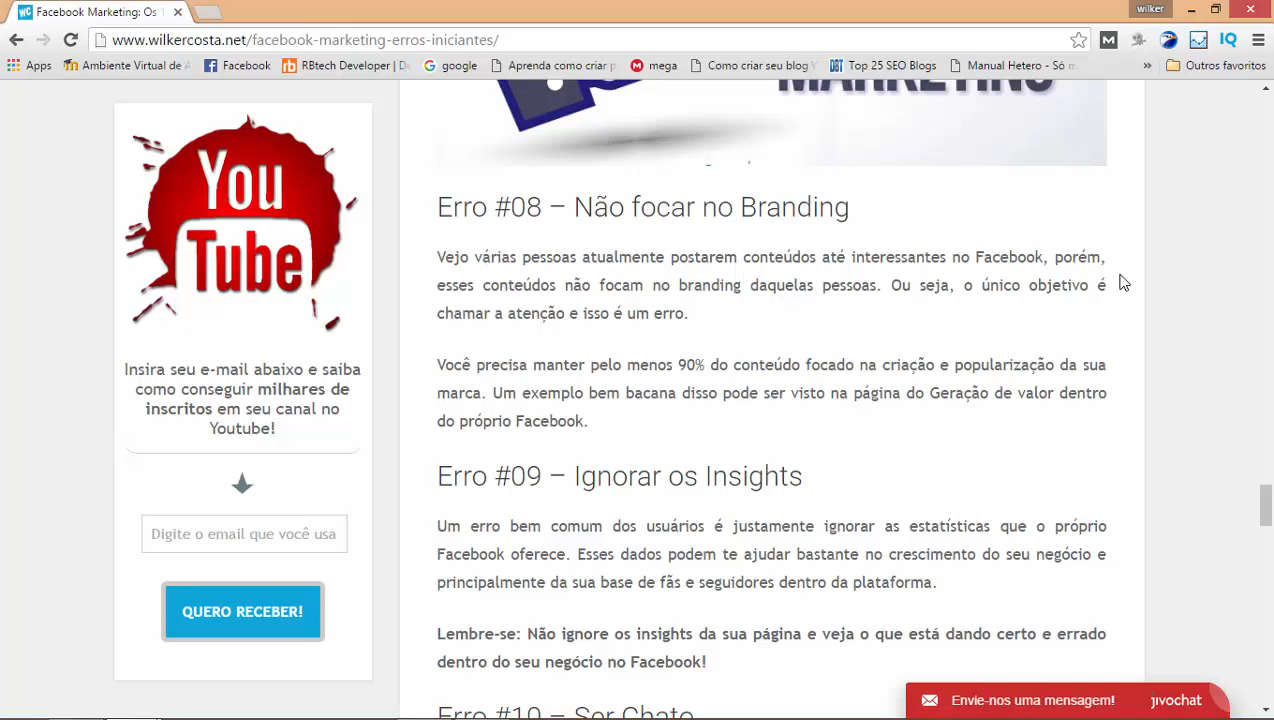 Facebook Marketing: Os
wilker
www.wilkercosta.net/facebook-marketing-erros-iniciantes/
Apps
Ambiente Virtual de A
Facebook
RBtech Developer | De
google
Aprenda como criar p
mega
Como criar seu blog V
DBT
Top 25 SEO Blogs
Manual Hetero - Só m
»
Outros favoritos
MARKETING
You
Tube
Insira seu e-mail abaixo e saiba
como conseguir milhares de
inscritos em seu canal no
Youtube!
Digite o email que você usa
QUERO RECEBER!
Erro #08 – Não focar no Branding
Vejo várias pessoas atualmente postarem conteúdos até interessantes no Facebook, porém,
esses conteúdos não focam no branding daquelas pessoas. Ou seja, o único objetivo é
chamar a atenção e isso é um erro.
Você precisa manter pelo menos 90% do conteúdo focado na criação e popularização da sua
marca. Um exemplo bem bacana disso pode ser visto na página do Geração de valor dentro
do próprio Facebook.
Erro #09 – Ignorar os Insights
Um erro bem comum dos usuários é justamente ignorar as estatísticas que o próprio
Facebook oferece. Esses dados podem te ajudar bastante no crescimento do seu negócio e
principalmente da sua base de fãs e seguidores dentro da plataforma.
Lembre-se: Não ignore os insights da sua página e veja o que está dando certo e errado
dentro do seu negócio no Facebook!
Erro #10 – Ser Chato
Envie-nos uma mensagem!
jivochat